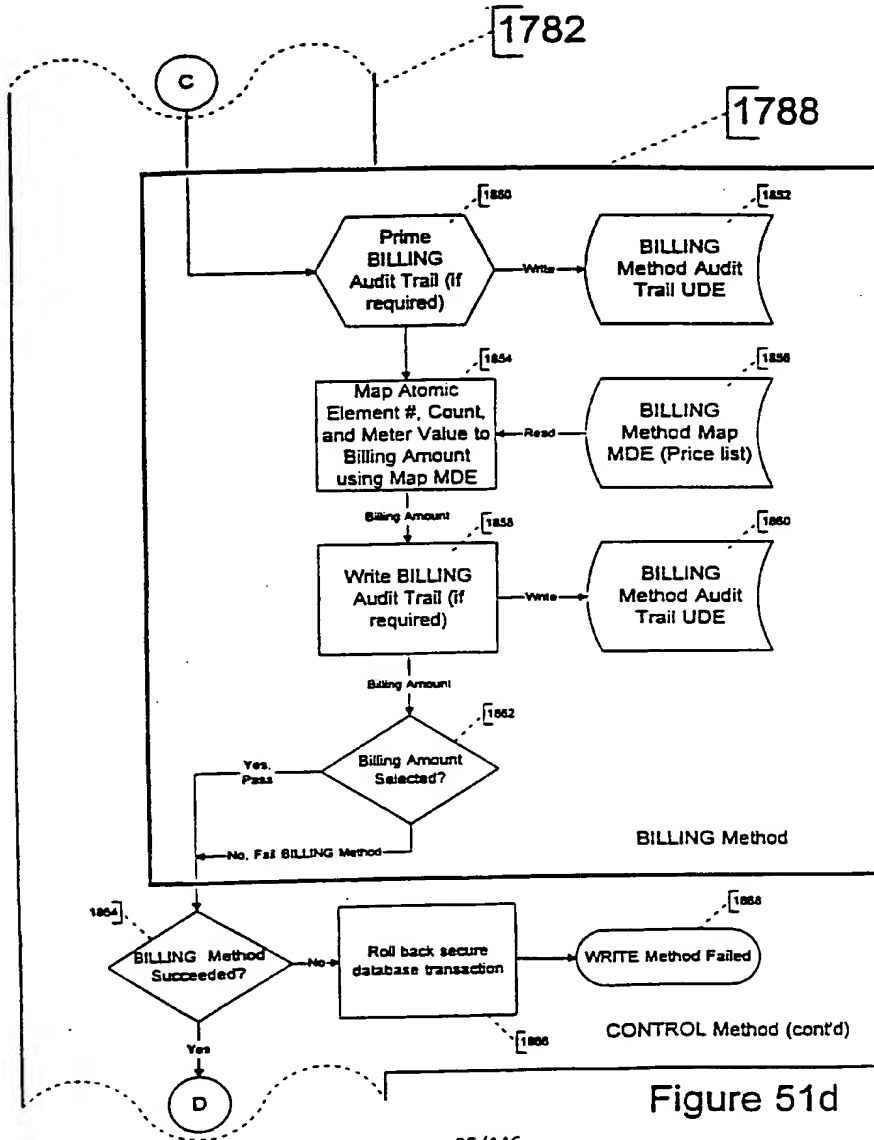 1782
C
1788
1850
Prime
BILLING
Audit Trail (if
required)
Write
1852
BILLING
Method Audit
Trail UDE
1854
Map Atomic
Element #, Count,
and Meter Value to
Billing Amount
using Map MDE
Read
1856
BILLING
Method Map
MDE (Price list)
Billing Amount
1858
Write BILLING
Audit Trail (if
required)
Write
1860
BILLING
Method Audit
Trail UDE
Billing Amount
1862
Billing Amount
Selected?
Yes,
Pass
No, Fail BILLING Method
BILLING Method
1864
BILLING Method
Succeeded?
No
Roll back secure
database transaction
1866
1868
WRITE Method Failed
CONTROL Method (cont'd)
Yes
D
Figure 51d